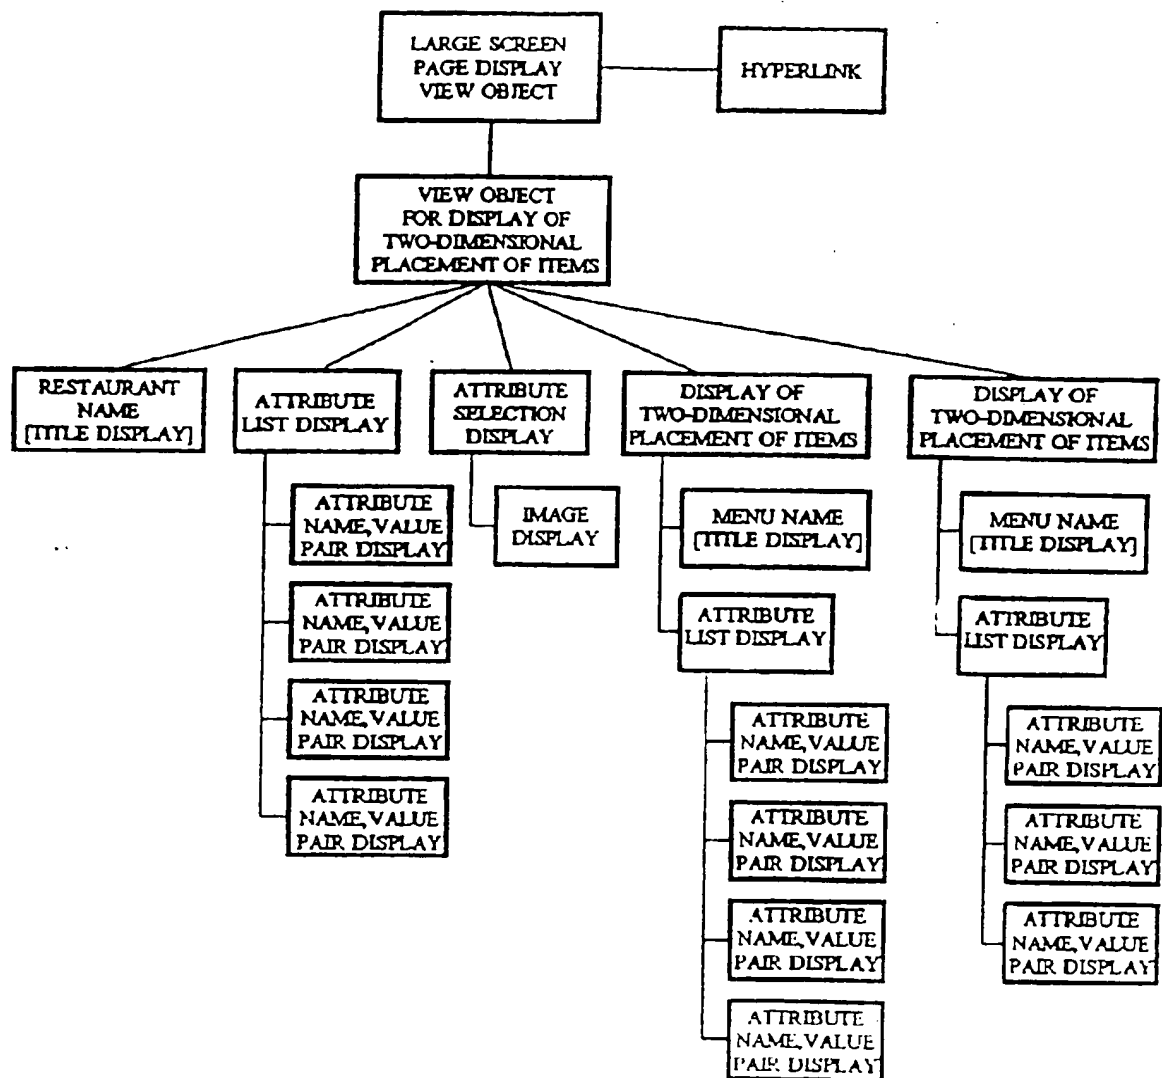 LARGE SCREEN
PAGE DISPLAY
VIEW OBJECT
HYPERLINK
VIEW OBJECT
FOR DISPLAY OF
TWO-DIMENSIONAL
PLACEMENT OF ITEMS
RESTAURANT
NAME
[TITLE DISPLAY]
ATTRIBUTE
LIST DISPLAY
ATTRIBUTE
NAME,VALUE
PAIR DISPLAY
ATTRIBUTE
NAME,VALUE
PAIR DISPLAY
ATTRIBUTE
NAME,VALUE
PAIR DISPLAY
ATTRIBUTE
NAME,VALUE
PAIR DISPLAY
ATTRIBUTE
SELECTION
DISPLAY
IMAGE
DISPLAY
DISPLAY OF
TWO-DIMENSIONAL
PLACEMENT OF ITEMS
MENU NAME
[TITLE DISPLAY]
ATTRIBUTE
LIST DISPLAY
ATTRIBUTE
NAME,VALUE
PAIR DISPLAY
ATTRIBUTE
NAME,VALUE
PAIR DISPLAY
ATTRIBUTE
NAME,VALUE
PAIR DISPLAY
ATTRIBUTE
NAME,VALUE
PAIR DISPLAY
DISPLAY OF
TWO-DIMENSIONAL
PLACEMENT OF ITEMS
MENU NAME
[TITLE DISPLAY]
ATTRIBUTE
LIST DISPLAY
ATTRIBUTE
NAME,VALUE
PAIR DISPLAY
ATTRIBUTE
NAME,VALUE
PAIR DISPLAY
ATTRIBUTE
NAME,VALUE
PAIR DISPLAY